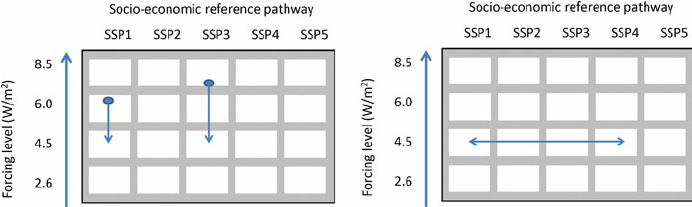 Socio-economic reference pathway
SSP1 SSP2 SSP3 SSP4 SSP5
Forcing level (W/m²)
8.5
6.0
4.5
2.6
Socio-economic reference pathway
SSP1 SSP2 SSP3 SSP4 SSP5
Forcing level (W/m²)
8.5
6.0
4.5
2.6